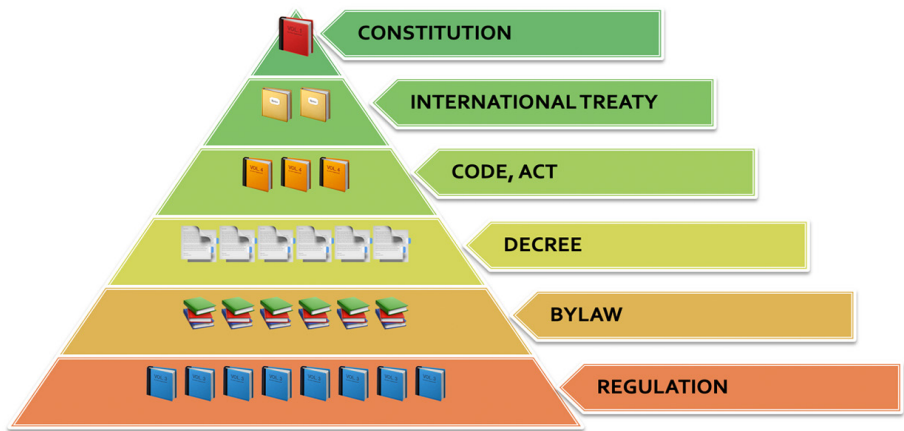 CONSTITUTION
INTERNATIONAL TREATY
CODE, ACT
DECREE
BYLAW
REGULATION